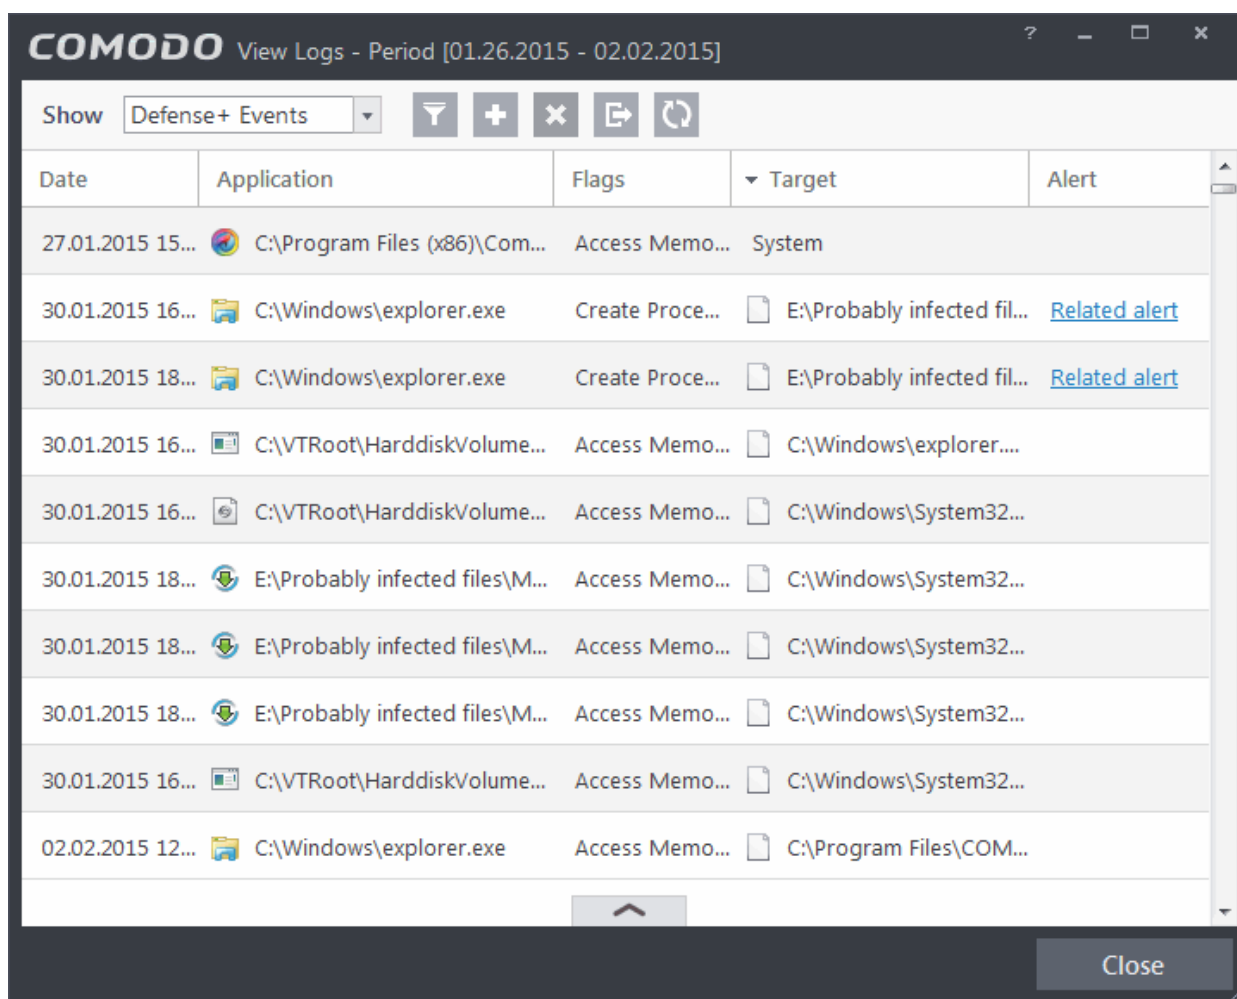 COMODO View Logs - Period [01.26.2015 - 02.02.2015] ?
Show Defense+ Events
Date Application Flags Target Alert
27.01.2015 15... C:\Program Files (x86)\Com... Access Memo... System
30.01.2015 16... C:\Windows\explorer.exe Create Proce... E:\Probably infected fil... Related alert
30.01.2015 18... C:\Windows\explorer.exe Create Proce... E:\Probably infected fil... Related alert
30.01.2015 16... C:\VTRoot\HarddiskVolume... Access Memo... C:\Windows\explorer....
30.01.2015 16... C:\VTRoot\HarddiskVolume... Access Memo... C:\Windows\System32...
30.01.2015 18... E:\Probably infected files\M... Access Memo... C:\Windows\System32...
30.01.2015 18... E:\Probably infected files\M... Access Memo... C:\Windows\System32...
30.01.2015 18... E:\Probably infected files\M... Access Memo... C:\Windows\System32...
30.01.2015 16... C:\VTRoot\HarddiskVolume... Access Memo... C:\Windows\System32...
02.02.2015 12... C:\Windows\explorer.exe Access Memo... C:\Program Files\COM...
Close